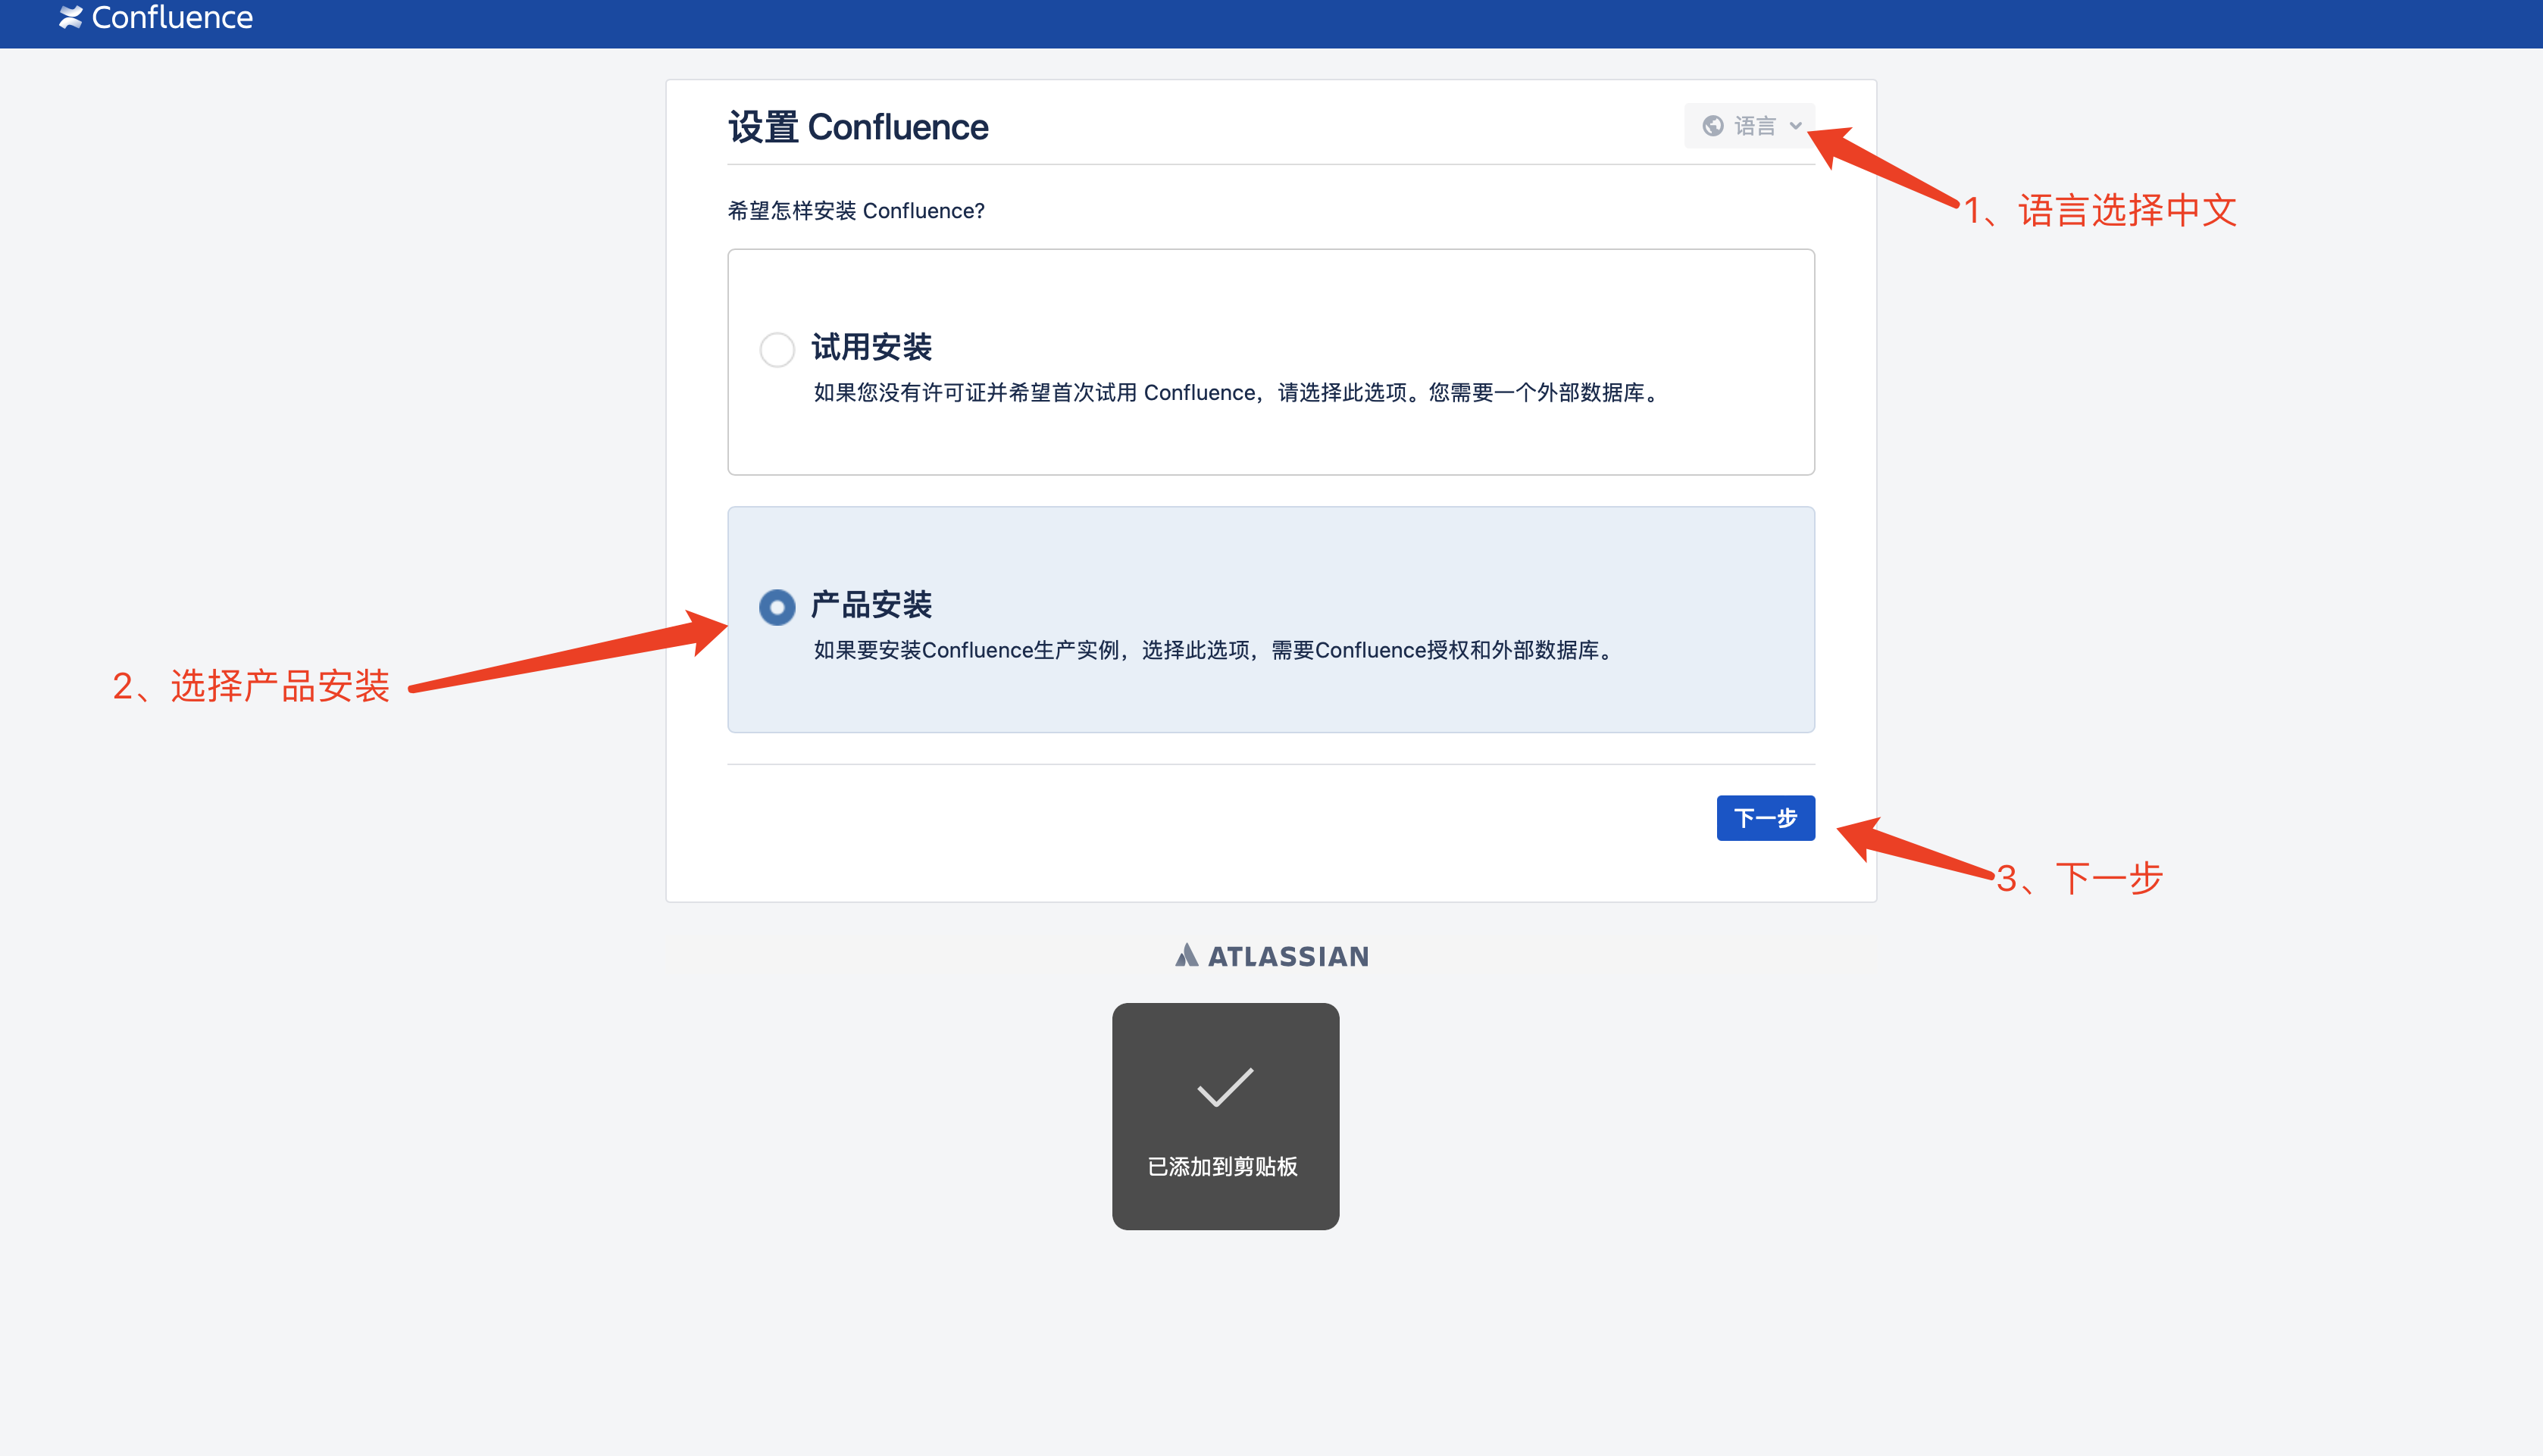 Confluence
设置 Confluence
语言
1、语言选择中文
希望怎样安装 Confluence?
试用安装
如果您没有许可证并希望首次试用 Confluence，请选择此选项。您需要一个外部数据库。
产品安装
如果要安装Confluence生产实例，选择此选项，需要Confluence授权和外部数据库。
2、选择产品安装
下一步
3、下一步
ATLASSIAN
已添加到剪贴板